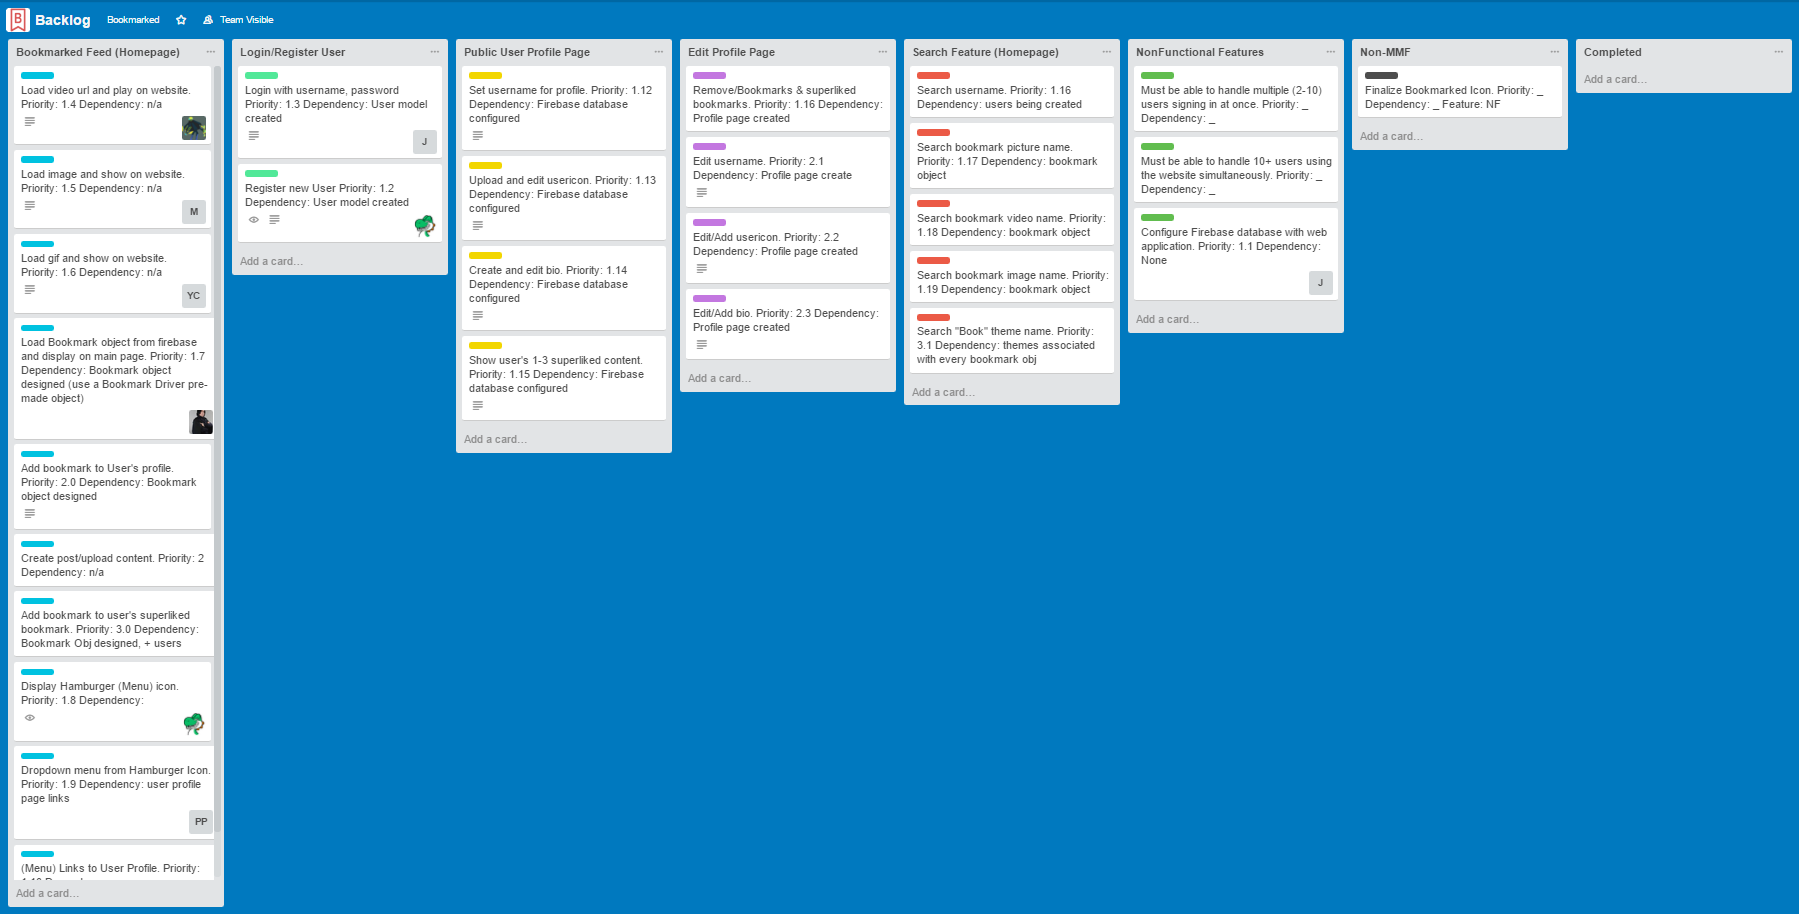 B Backlog Bookmarked Team Visible
Bookmarked Feed (Homepage)
Load video url and play on website.
Priority: 1.4 Dependency: n/a
Load image and show on website.
Priority: 1.5 Dependency: n/a
M
Load gif and show on website.
Priority: 1.6 Dependency: n/a
YC
Load Bookmark object from firebase
and display on main page. Priority: 1.7
Dependency: Bookmark object
designed (use a Bookmark Driver pre-
made object)
Add bookmark to User's profile.
Priority: 2.0 Dependency: Bookmark
object designed
Create post/upload content. Priority: 2
Dependency: n/a
Add bookmark to user's superliked
bookmark. Priority: 3.0 Dependency:
Bookmark Obj designed, + users
Display Hamburger (Menu) icon.
Priority: 1.8 Dependency:
Dropdown menu from Hamburger Icon.
Priority: 1.9 Dependency: user profile
page links
PP
(Menu) Links to User Profile. Priority:
Add a card...
Login/Register User
Login with username, password
Priority: 1.3 Dependency: User model
created
J
Register new User Priority: 1.2
Dependency: User model created
Add a card...
Public User Profile Page
Set username for profile. Priority: 1.12
Dependency: Firebase database
configured
Upload and edit usericon. Priority: 1.13
Dependency: Firebase database
configured
Create and edit bio. Priority: 1.14
Dependency: Firebase database
configured
Show user's 1-3 superliked content.
Priority: 1.15 Dependency: Firebase
database configured
Add a card...
Edit Profile Page
Remove/Bookmarks & superliked
bookmarks. Priority: 1.16 Dependency:
Profile page created
Edit username. Priority: 2.1
Dependency: Profile page create
Edit/Add usericon. Priority: 2.2
Dependency: Profile page created
Edit/Add bio. Priority: 2.3 Dependency:
Profile page created
Add a card...
Search Feature (Homepage)
Search username. Priority: 1.16
Dependency: users being created
Search bookmark picture name.
Priority: 1.17 Dependency: bookmark
object
Search bookmark video name. Priority:
1.18 Dependency: bookmark object
Search bookmark image name. Priority:
1.19 Dependency: bookmark object
Search "Book" theme name. Priority:
3.1 Dependency: themes associated
with every bookmark obj
Add a card...
NonFunctional Features
Must be able to handle multiple (2-10)
users signing in at once. Priority: _
Dependency: _
Must be able to handle 10+ users using
the website simultaneously. Priority: _
Dependency: _
Configure Firebase database with web
application. Priority: 1.1 Dependency:
None
J
Add a card...
Non-MMF
Finalize Bookmarked Icon. Priority: _
Dependency: _ Feature: NF
Add a card...
Completed
Add a card...